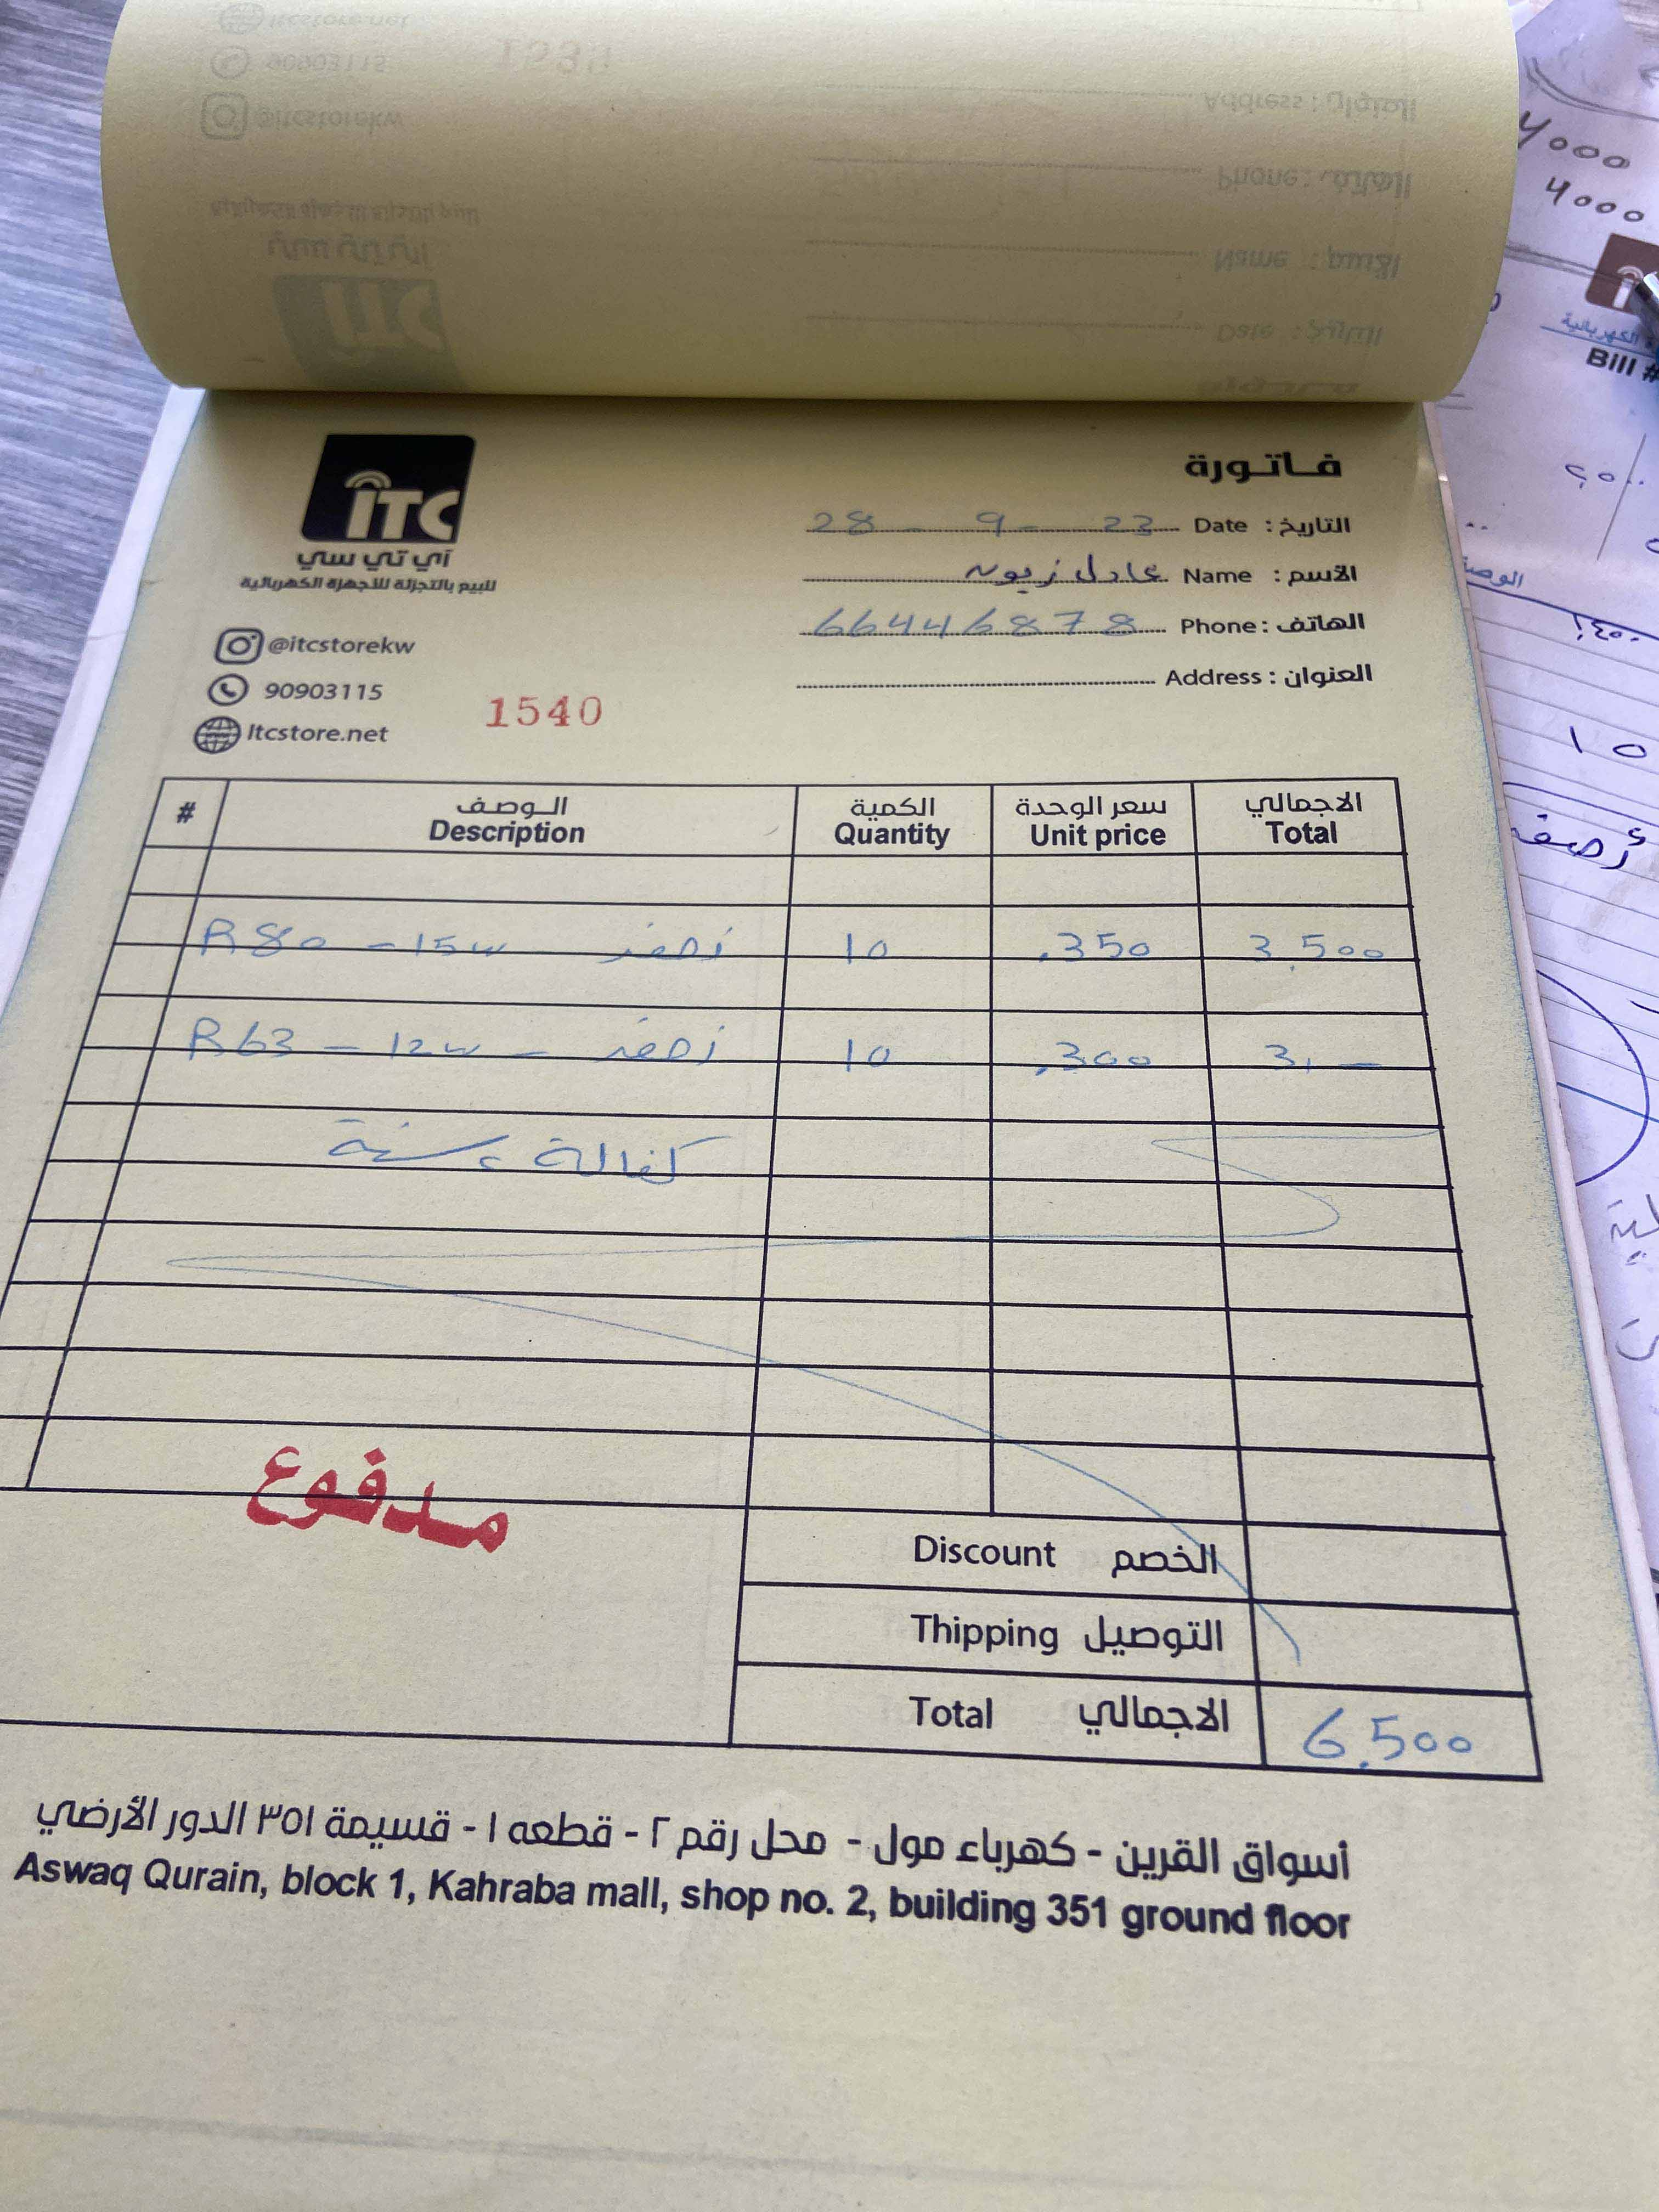 فاتورة
التاريخ : Date 28 - 9 - 23
الأسم : Name عادل زبون
الهاتف : Phone 66446878
العنوان : Address
iTC
آي تي سي
للبيع بالتجزئة للأجهزة الكهربائية
@itcstorekw
90903115
Itcstore.net
1540
# الوصف Description الكمية Quantity سعر الوحدة Unit price الاجمالي Total
R80 - 15w أصفر 10 .350 3.500
R63 - 12w - أصفر 10 .300 3.-
كفالة سنة
مدفوع
Discount الخصم
Thipping التوصيل
Total الاجمالي 6.500
أسواق القرين - كهرباء مول - محل رقم ٢ - قطعه ١ - قسيمة ٣٥١ الدور الأرضي
Aswaq Qurain, block 1, Kahraba mall, shop no. 2, building 351 ground floor
Bill #